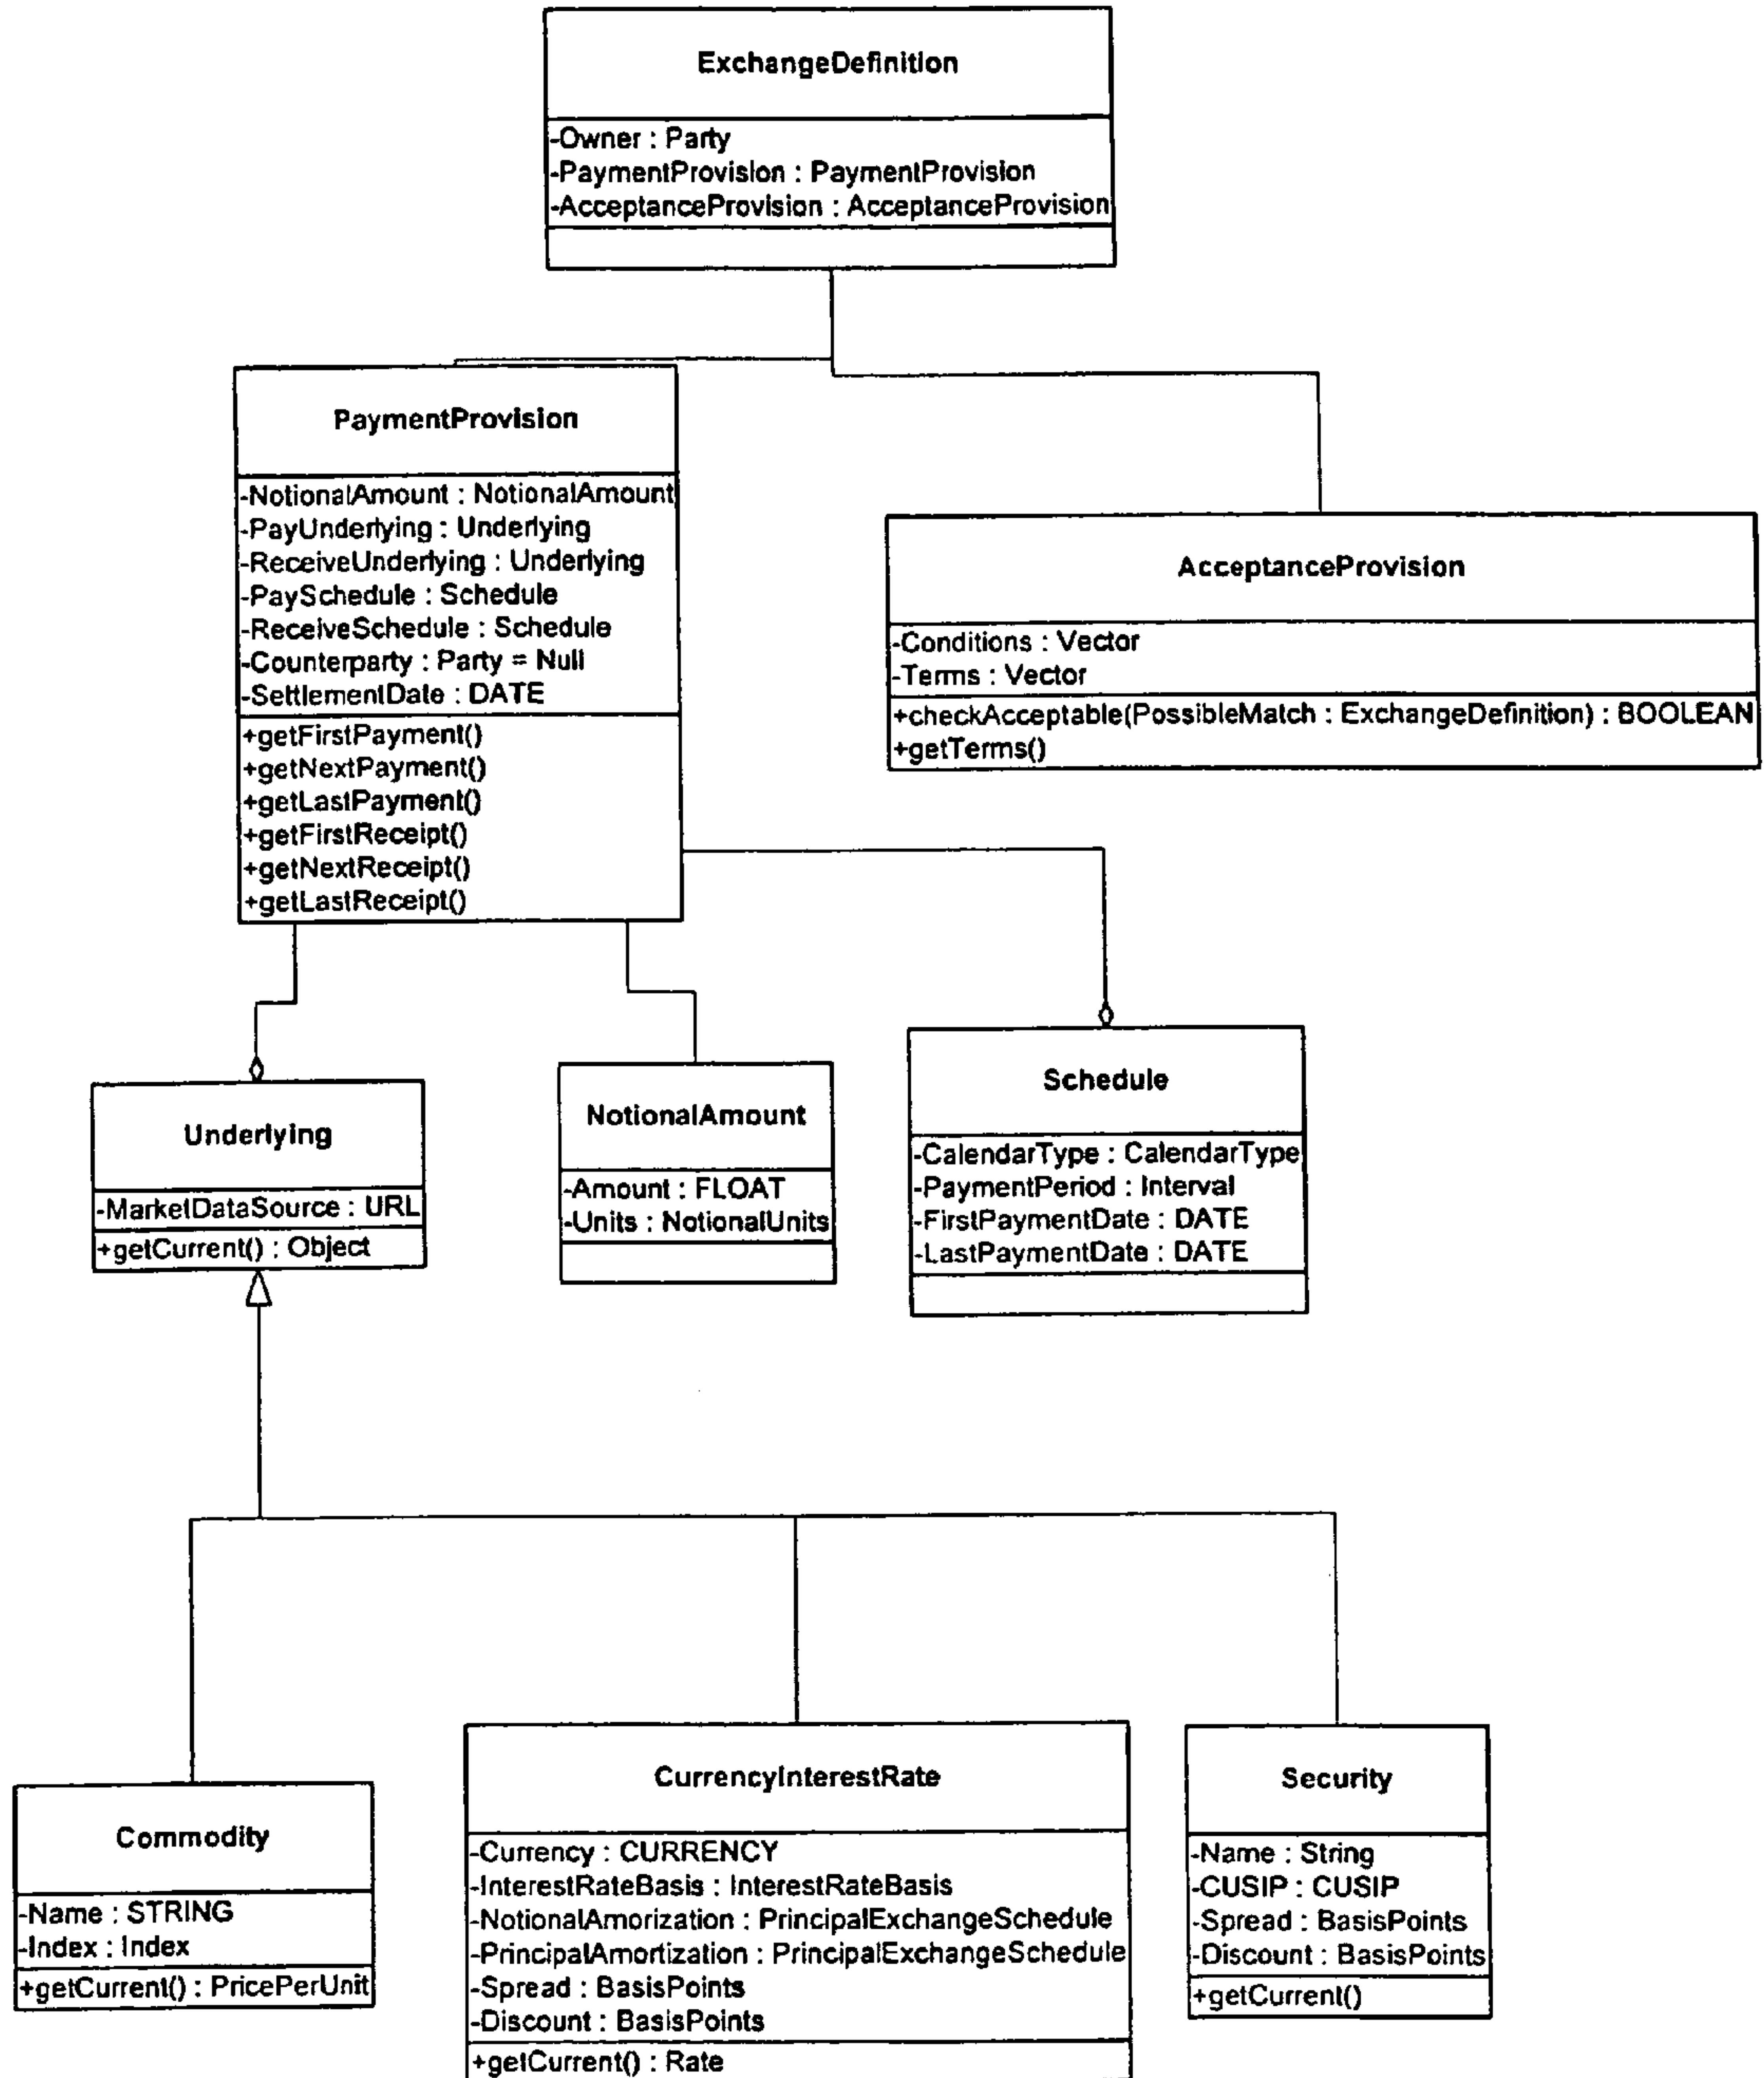 ExchangeDefinition
-Owner : Party
-PaymentProvision : PaymentProvision
-AcceptanceProvision : AcceptanceProvision
PaymentProvision
-NotionalAmount : NotionalAmount
-PayUnderlying : Underlying
-ReceiveUnderlying : Underlying
-PaySchedule : Schedule
-ReceiveSchedule : Schedule
-Counterparty : Party = Null
-SettlementDate : DATE
+getFirstPayment()
+getNextPayment()
+getLastPayment()
+getFirstReceipt()
+getNextReceipt()
+getLastReceipt()
AcceptanceProvision
-Conditions : Vector
-Terms : Vector
+checkAcceptable(PossibleMatch : ExchangeDefinition) : BOOLEAN
+getTerms()
Underlying
-MarketDataSource : URL
+getCurrent() : Object
NotionalAmount
-Amount : FLOAT
-Units : NotionalUnits
Schedule
-CalendarType : CalendarType
-PaymentPeriod : Interval
-FirstPaymentDate : DATE
-LastPaymentDate : DATE
Commodity
-Name : STRING
-Index : Index
+getCurrent() : PricePerUnit
CurrencyInterestRate
-Currency : CURRENCY
-InterestRateBasis : InterestRateBasis
-NotionalAmorization : PrincipalExchangeSchedule
-PrincipalAmortization : PrincipalExchangeSchedule
-Spread : BasisPoints
-Discount : BasisPoints
+getCurrent() : Rate
Security
-Name : String
-CUSIP : CUSIP
-Spread : BasisPoints
-Discount : BasisPoints
+getCurrent()